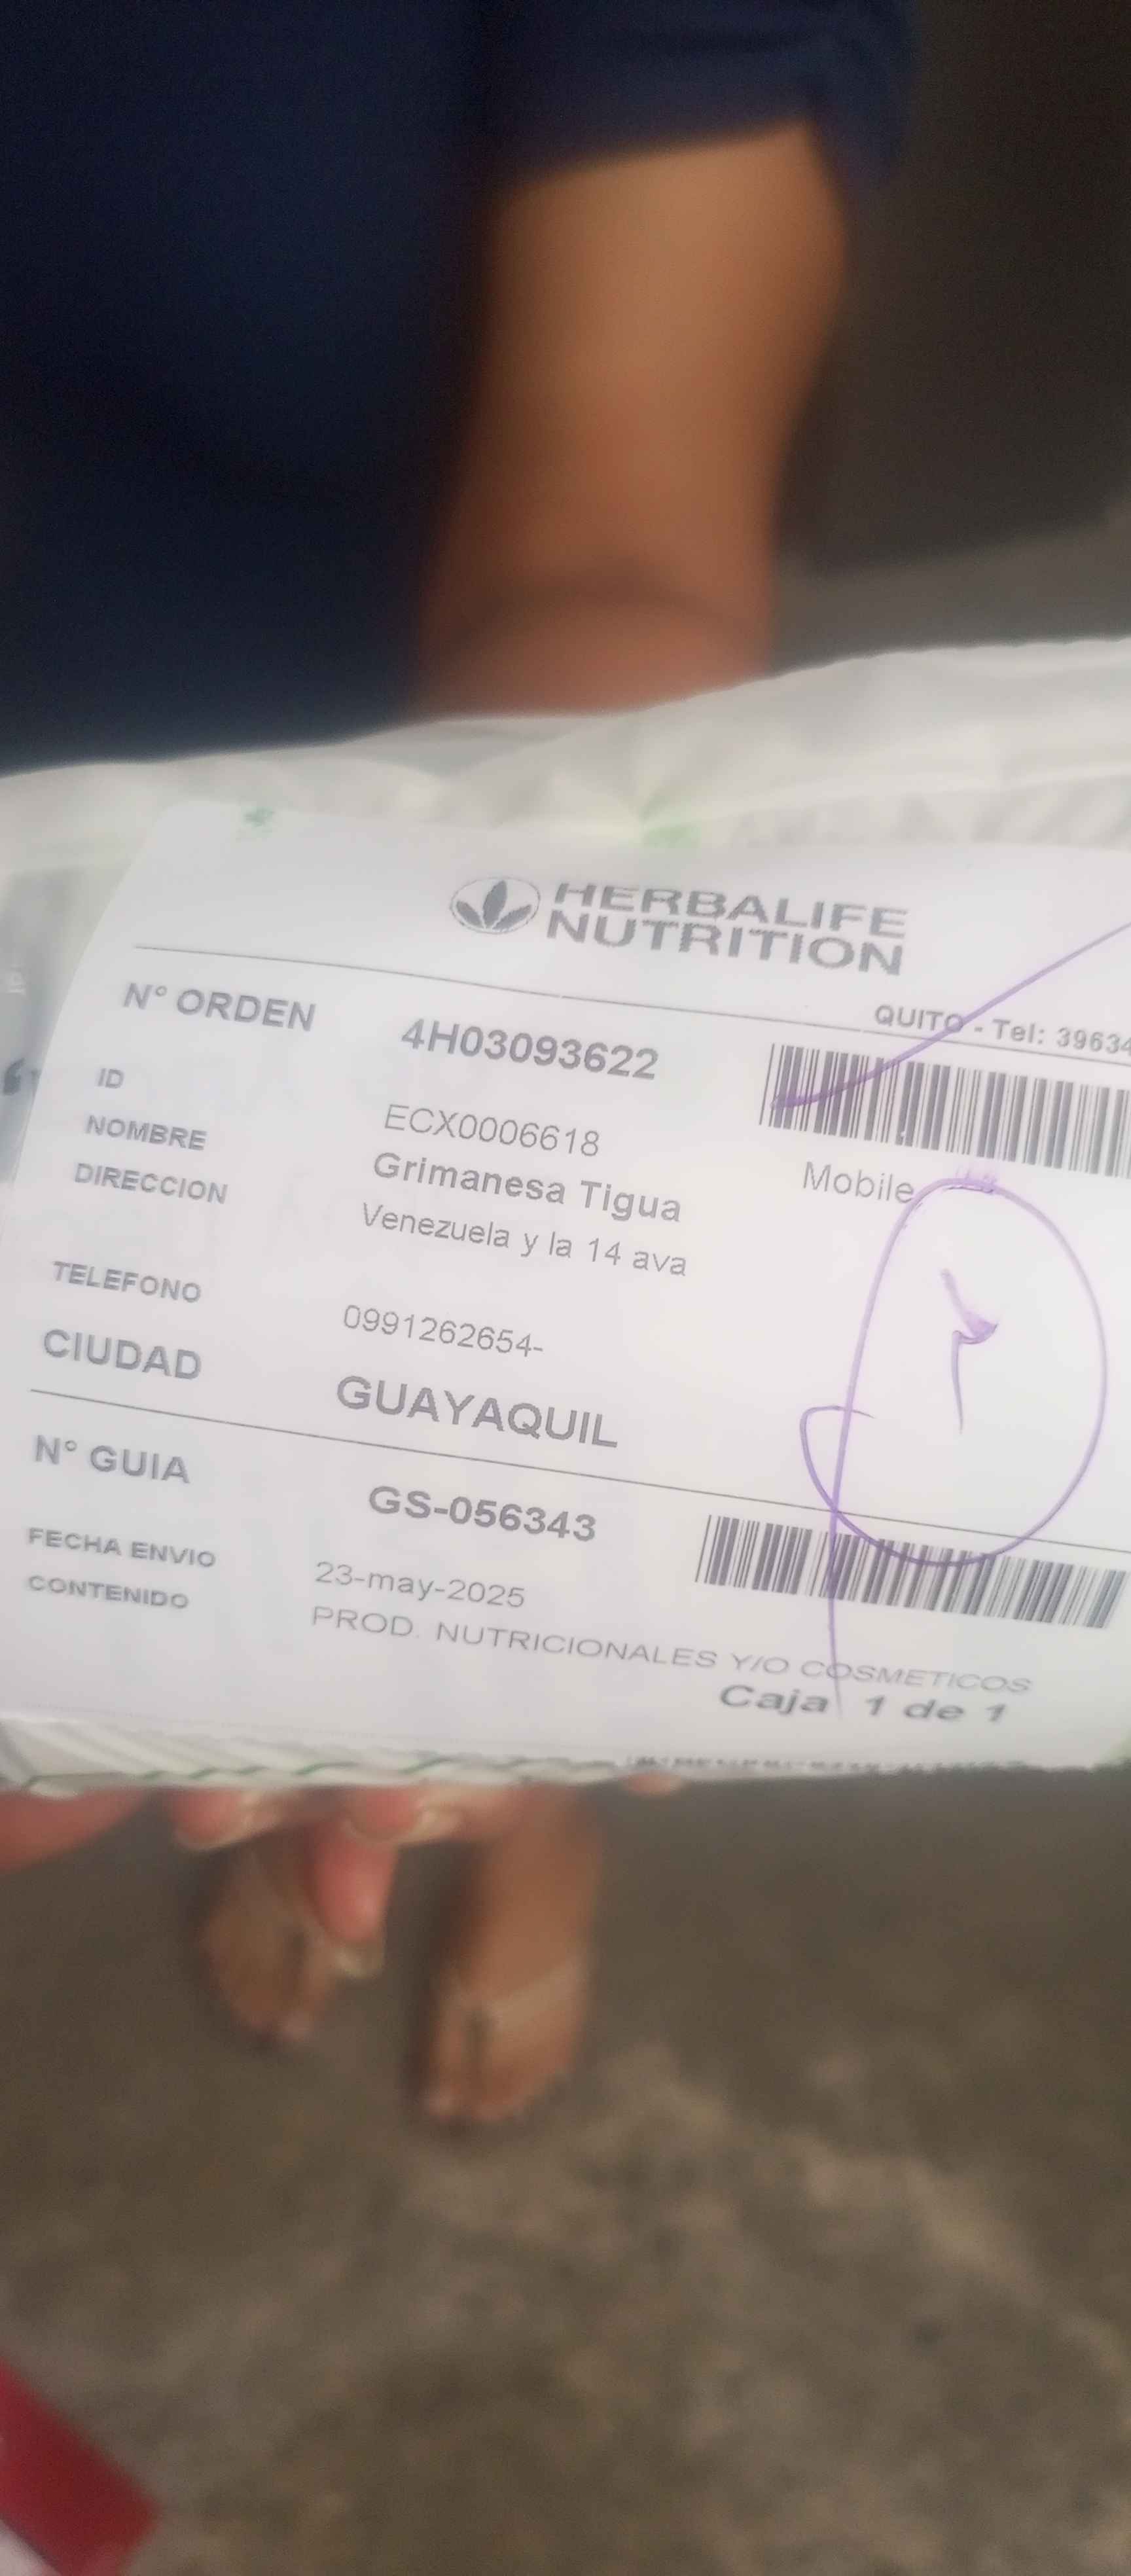 HERBALIFE
NUTRITION
QUITO - Tel: 39634
N° ORDEN 4H03093622
ID ECX0006618
NOMBRE Grimanesa Tigua
Mobile
DIRECCION Venezuela y la 14 ava
TELEFONO 0991262654-
CIUDAD GUAYAQUIL
N° GUIA GS-056343
FECHA ENVIO 23-may-2025
CONTENIDO PROD. NUTRICIONALES Y/O COSMETICOS
Caja 1 de 1